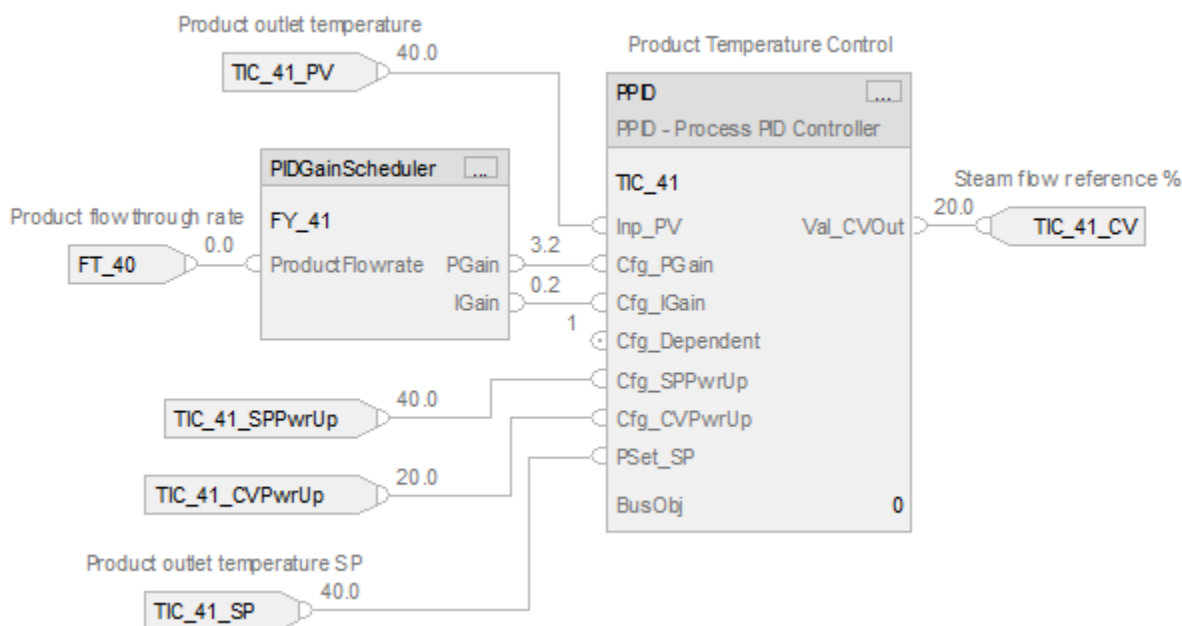 Product outlet temperature
TIC_41_PV
40.0
Product Temperature Control
PPID
...
PPID - Process PID Controller
TIC_41
Inp_PV
Val_CVOut
Cfg_PGain
Cfg_IGain
Cfg_Dependent
Cfg_SPPwrUp
Cfg_CVPwrUp
PSet_SP
BusObj
0
Steam flow reference %
20.0
TIC_41_CV
PIDGainScheduler
...
FY_41
ProductFlowrate
PGain
IGain
3.2
0.2
1
Product flow through rate
0.0
FT_40
TIC_41_SPPwrUp
40.0
TIC_41_CVPwrUp
20.0
Product outlet temperature SP
TIC_41_SP
40.0